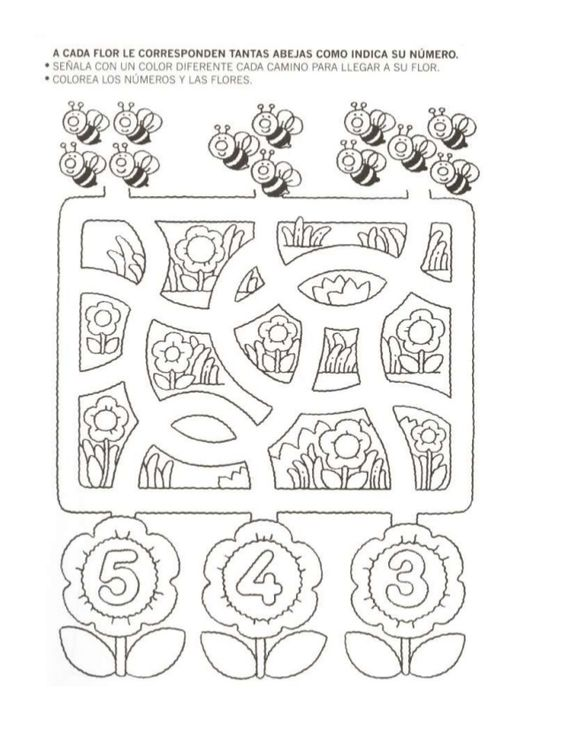 A CADA FLOR LE CORRESPONDEN TANTAS ABEJAS COMO INDICA SU NÚMERO.
• SEÑALA CON UN COLOR DIFERENTE CADA CAMINO PARA LLEGAR A SU FLOR.
• COLOREA LOS NÚMEROS Y LAS FLORES.
5 4 3